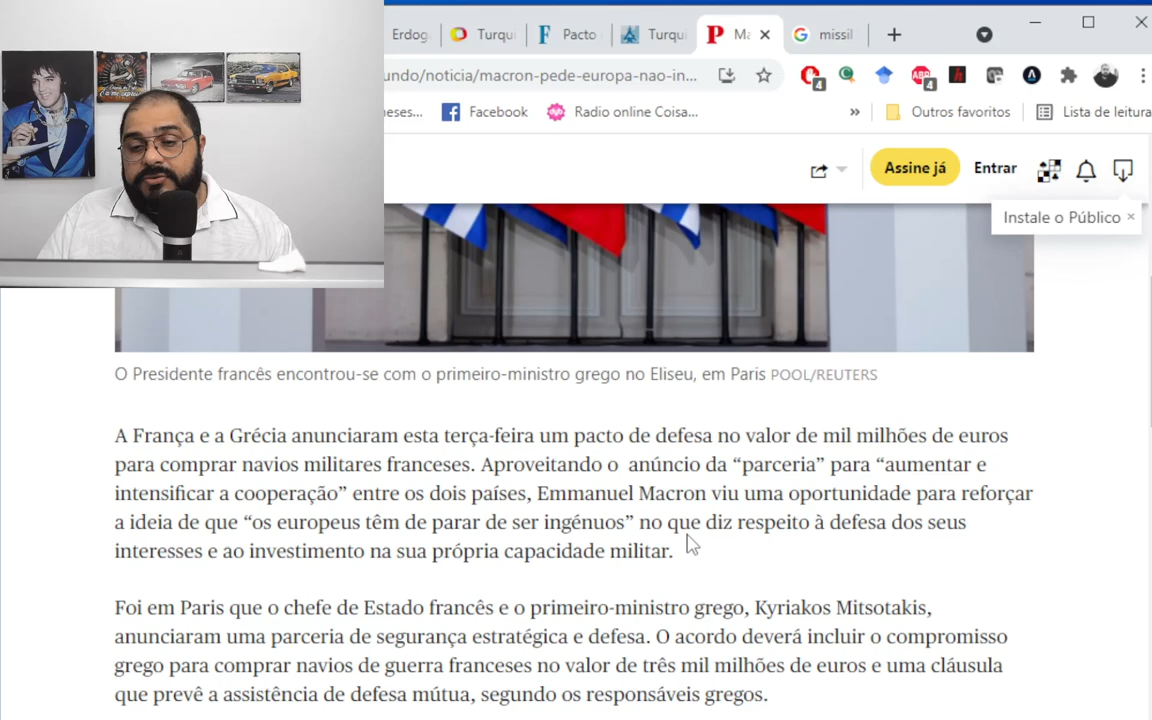 Erdog
Turqu
Pacto
Turqu
Ma
missil
undo/noticia/macron-pede-europa-nao-in...
4
4
eses...
Facebook
Radio online Coisa...
»
Outros favoritos
Lista de leitura
Assine já
Entrar
Instale o Público ×
O Presidente francês encontrou-se com o primeiro-ministro grego no Eliseu, em Paris POOL/REUTERS
A França e a Grécia anunciaram esta terça-feira um pacto de defesa no valor de mil milhões de euros
para comprar navios militares franceses. Aproveitando o anúncio da “parceria” para “aumentar e
intensificar a cooperação” entre os dois países, Emmanuel Macron viu uma oportunidade para reforçar
a ideia de que “os europeus têm de parar de ser ingénuos” no que diz respeito à defesa dos seus
interesses e ao investimento na sua própria capacidade militar.
Foi em Paris que o chefe de Estado francês e o primeiro-ministro grego, Kyriakos Mitsotakis,
anunciaram uma parceria de segurança estratégica e defesa. O acordo deverá incluir o compromisso
grego para comprar navios de guerra franceses no valor de três mil milhões de euros e uma cláusula
que prevê a assistência de defesa mútua, segundo os responsáveis gregos.